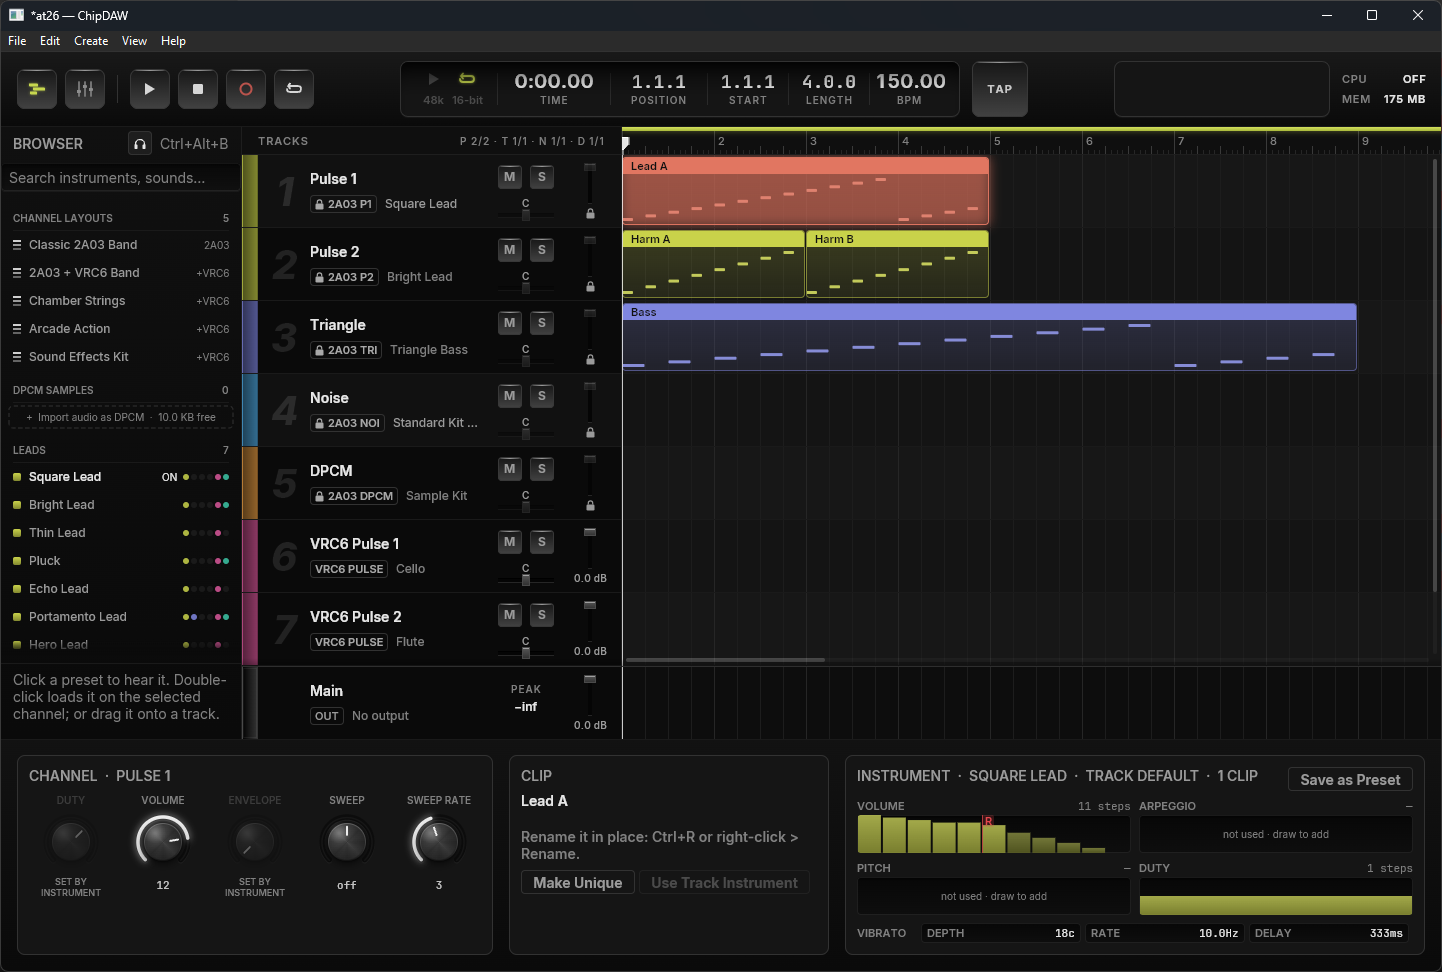 *at26 — ChipDAW
File Edit Create View Help
48k 16-bit
0:00.00 TIME
1.1.1 POSITION
1.1.1 START
4.0.0 LENGTH
150.00 BPM
TAP
CPU OFF
MEM 175 MB
BROWSER Ctrl+Alt+B
Search instruments, sounds...
CHANNEL LAYOUTS 5
Classic 2A03 Band 2A03
2A03 + VRC6 Band +VRC6
Chamber Strings +VRC6
Arcade Action +VRC6
Sound Effects Kit +VRC6
DPCM SAMPLES 0
+ Import audio as DPCM · 10.0 KB free
LEADS 7
Square Lead ON
Bright Lead
Thin Lead
Pluck
Echo Lead
Portamento Lead
Hero Lead
Click a preset to hear it. Double-
click loads it on the selected
channel; or drag it onto a track.
TRACKS P 2/2 · T 1/1 · N 1/1 · D 1/1
1 Pulse 1 M S
2A03 P1 Square Lead C
2 Pulse 2 M S
2A03 P2 Bright Lead C
3 Triangle M S
2A03 TRI Triangle Bass C
4 Noise M S
2A03 NOI Standard Kit ... C
5 DPCM M S
2A03 DPCM Sample Kit C
6 VRC6 Pulse 1 M S
VRC6 PULSE Cello C 0.0 dB
7 VRC6 Pulse 2 M S
VRC6 PULSE Flute C 0.0 dB
Main PEAK
OUT No output –inf 0.0 dB
2 3 4 5 6 7 8 9
Lead A
Harm A Harm B
Bass
CHANNEL · PULSE 1
DUTY VOLUME ENVELOPE SWEEP SWEEP RATE
SET BY INSTRUMENT 12 SET BY INSTRUMENT off 3
CLIP
Lead A
Rename it in place: Ctrl+R or right-click >
Rename.
Make Unique Use Track Instrument
INSTRUMENT · SQUARE LEAD · TRACK DEFAULT · 1 CLIP Save as Preset
VOLUME 11 steps ARPEGGIO –
R
not used · draw to add
PITCH – DUTY 1 steps
not used · draw to add
VIBRATO DEPTH 18c RATE 10.0Hz DELAY 333ms